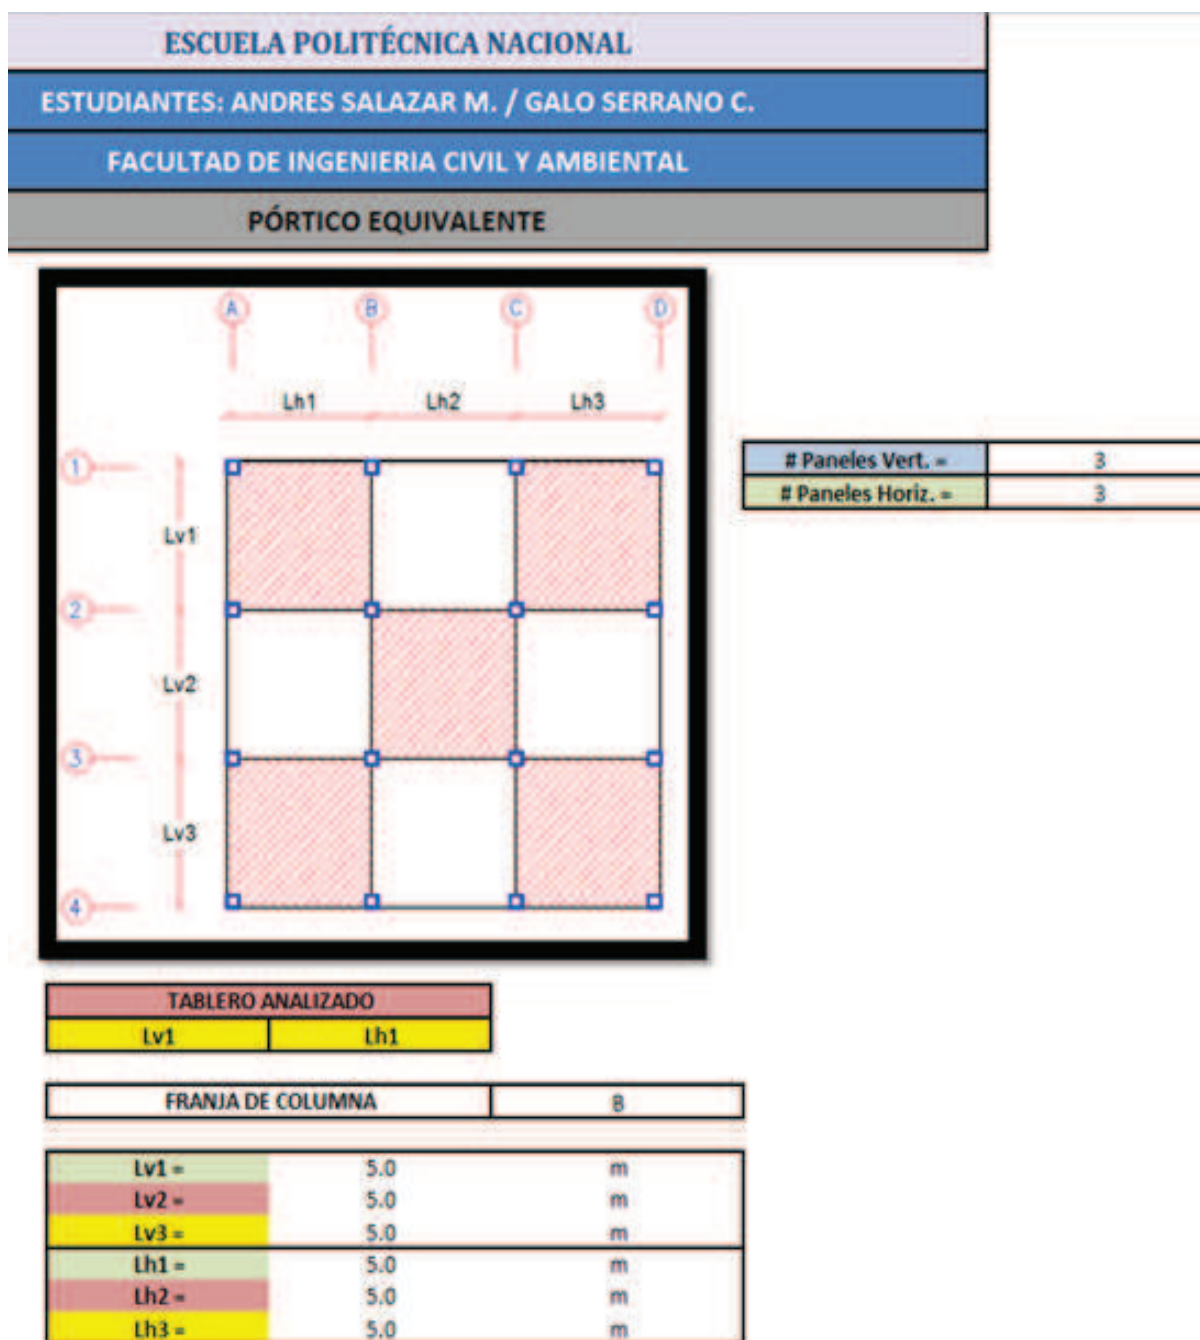 ESCUELA POLITÉCNICA NACIONAL
ESTUDIANTES: ANDRES SALAZAR M. / GALO SERRANO C.
FACULTAD DE INGENIERIA CIVIL Y AMBIENTAL
PÓRTICO EQUIVALENTE
A B C D
Lh1 Lh2 Lh3
1
Lv1
2
Lv2
3
Lv3
4
# Paneles Vert. = 3
# Paneles Horiz. = 3
TABLERO ANALIZADO
Lv1 Lh1
FRANJA DE COLUMNA B
Lv1 = 5.0 m
Lv2 = 5.0 m
Lv3 = 5.0 m
Lh1 = 5.0 m
Lh2 = 5.0 m
Lh3 = 5.0 m